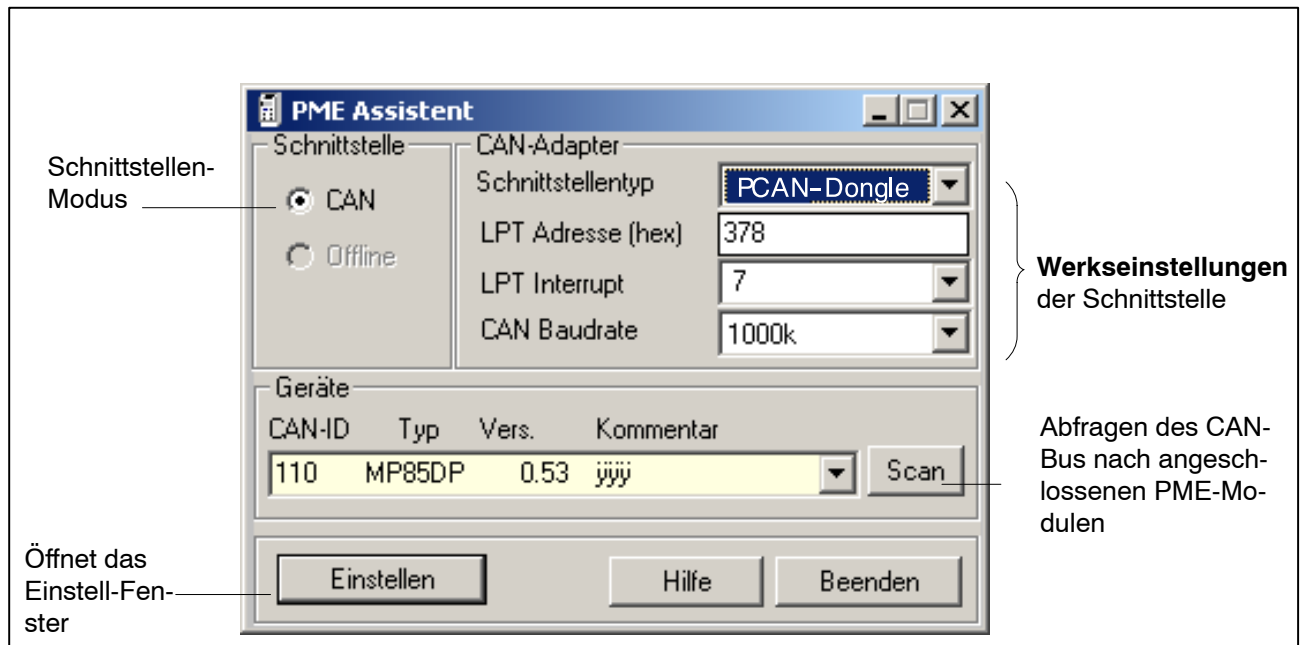 PME Assistent
Schnittstelle
CAN
Offline
CAN-Adapter
Schnittstellentyp
PCAN-Dongle
LPT Adresse (hex)
378
LPT Interrupt
7
CAN Baudrate
1000k
Schnittstellen-
Modus
Werkseinstellungen
der Schnittstelle
Geräte
CAN-ID Typ Vers. Kommentar
110 MP85DP 0.53 ÿÿÿ
Scan
Abfragen des CAN-
Bus nach angesch-
lossenen PME-Mo-
dulen
Öffnet das
Einstell-Fen-
ster
Einstellen
Hilfe
Beenden